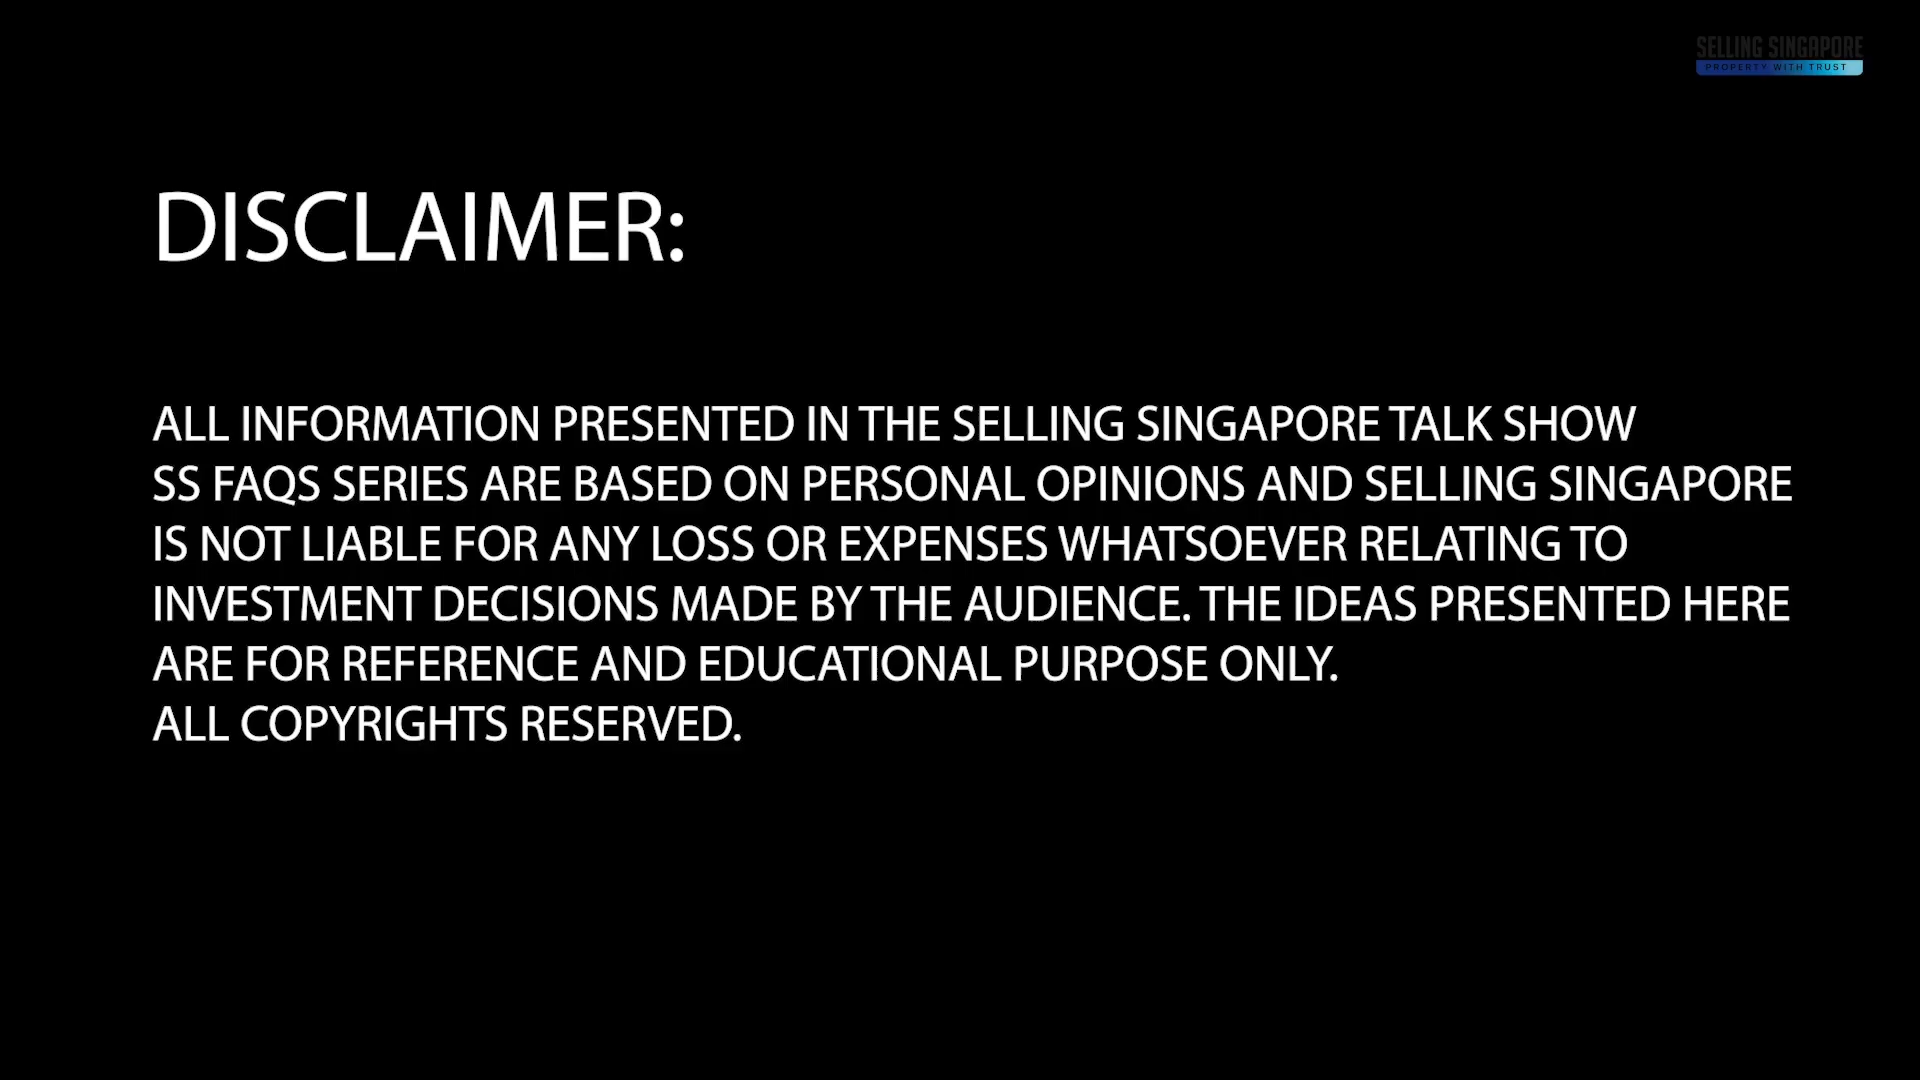 SELLING SINGAPORE
PROPERTY WITH TRUST
DISCLAIMER:
ALL INFORMATION PRESENTED IN THE SELLING SINGAPORE TALK SHOW
SS FAQS SERIES ARE BASED ON PERSONAL OPINIONS AND SELLING SINGAPORE
IS NOT LIABLE FOR ANY LOSS OR EXPENSES WHATSOEVER RELATING TO
INVESTMENT DECISIONS MADE BY THE AUDIENCE. THE IDEAS PRESENTED HERE
ARE FOR REFERENCE AND EDUCATIONAL PURPOSE ONLY.
ALL COPYRIGHTS RESERVED.